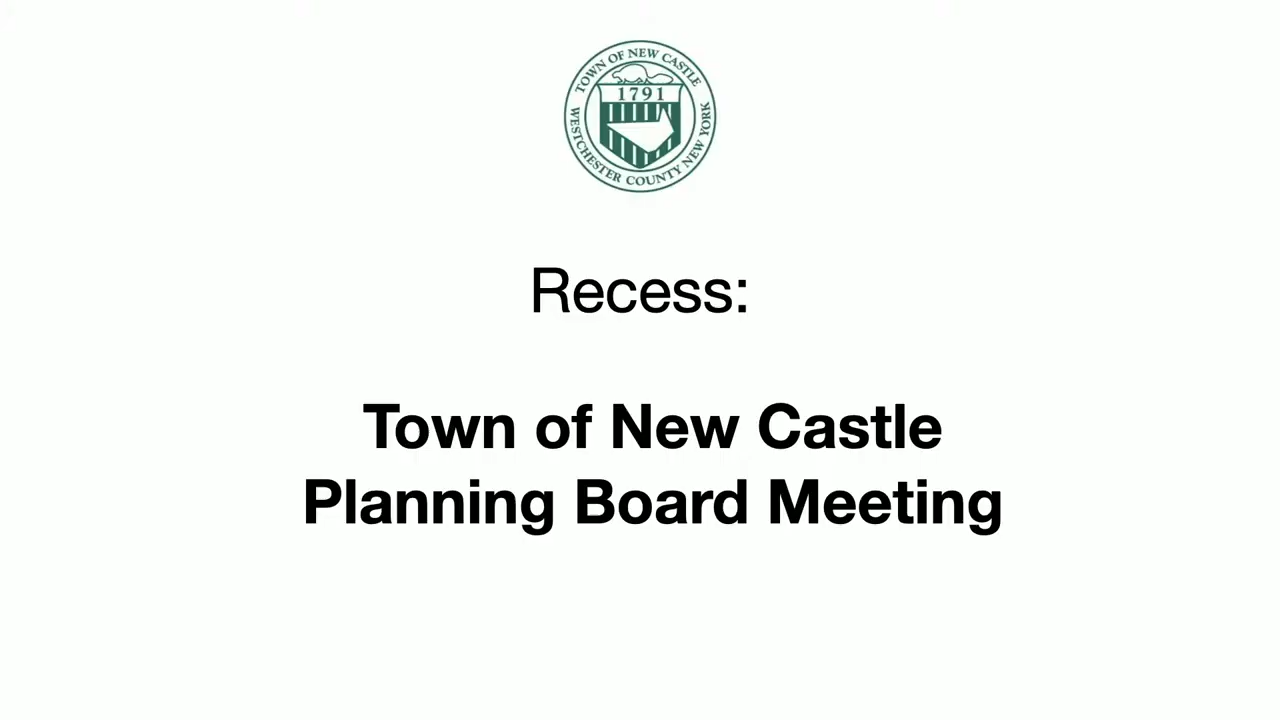 TOWN OF NEW CASTLE
1791
WESTCHESTER COUNTY NEW YORK
Recess:
Town of New Castle
Planning Board Meeting